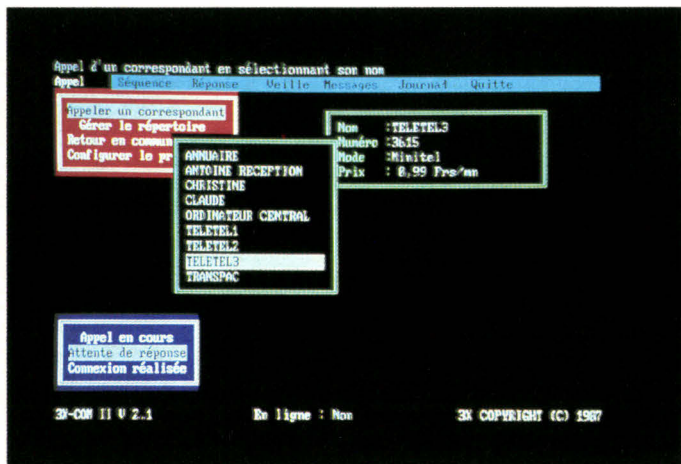 Appel d'un correspondant en sélectionnant son nom
Appel Séquence Réponse Veille Messages Journal Quitte
Appeler un correspondant
Gérer le répertoire
Retour en commun
Configurer le pr
ANNUAIRE
ANTOINE RECEPTION
CHRISTINE
CLAUDE
ORDINATEUR CENTRAL
TELETEL1
TELETEL2
TELETEL3
TRANSPAC
Nom :TELETEL3
Numéro :3615
Mode :Minitel
Prix : 0,99 Frs/mn
Appel en cours
Attente de réponse
Connexion réalisée
3X-COM II V 2.1 En ligne : Non 3X COPYRIGHT (C) 1987